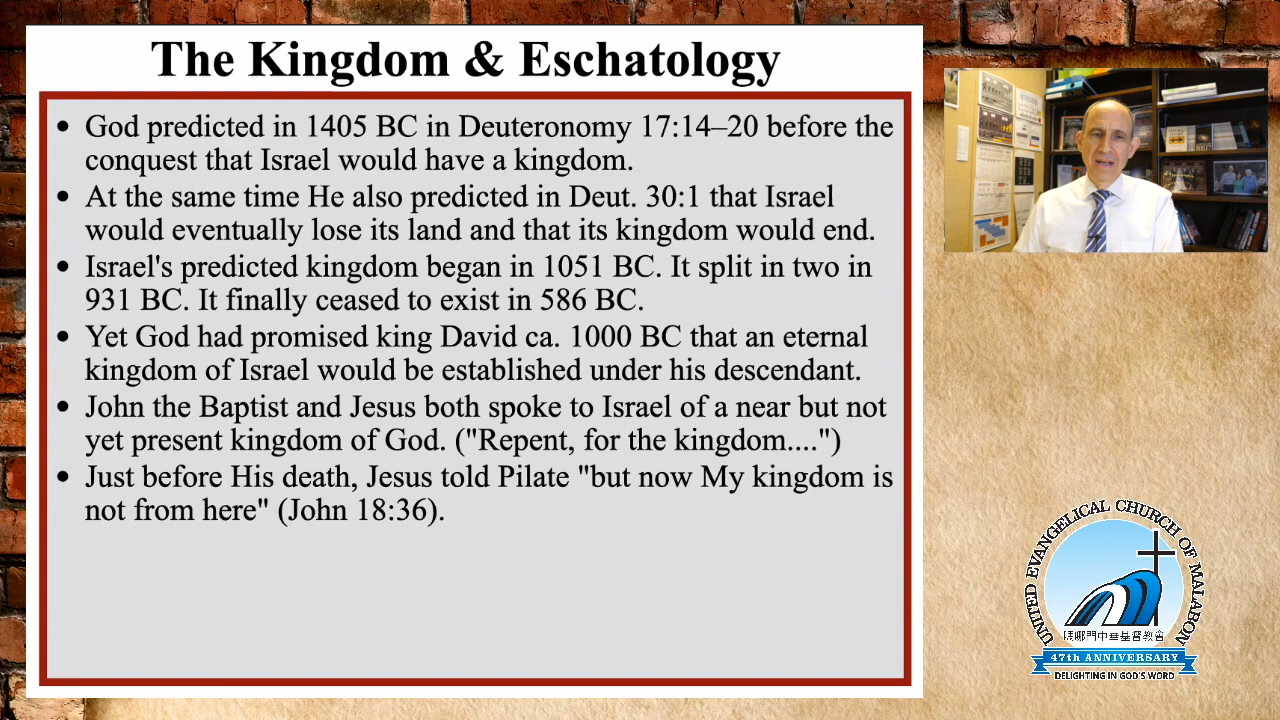 The Kingdom & Eschatology
• God predicted in 1405 BC in Deuteronomy 17:14–20 before the
conquest that Israel would have a kingdom.
• At the same time He also predicted in Deut. 30:1 that Israel
would eventually lose its land and that its kingdom would end.
• Israel's predicted kingdom began in 1051 BC. It split in two in
931 BC. It finally ceased to exist in 586 BC.
• Yet God had promised king David ca. 1000 BC that an eternal
kingdom of Israel would be established under his descendant.
• John the Baptist and Jesus both spoke to Israel of a near but not
yet present kingdom of God. ("Repent, for the kingdom....")
• Just before His death, Jesus told Pilate "but now My kingdom is
not from here" (John 18:36).
UNITED EVANGELICAL CHURCH OF MALABON
中華基督教會
47th ANNIVERSARY
DELIGHTING IN GOD'S WORD